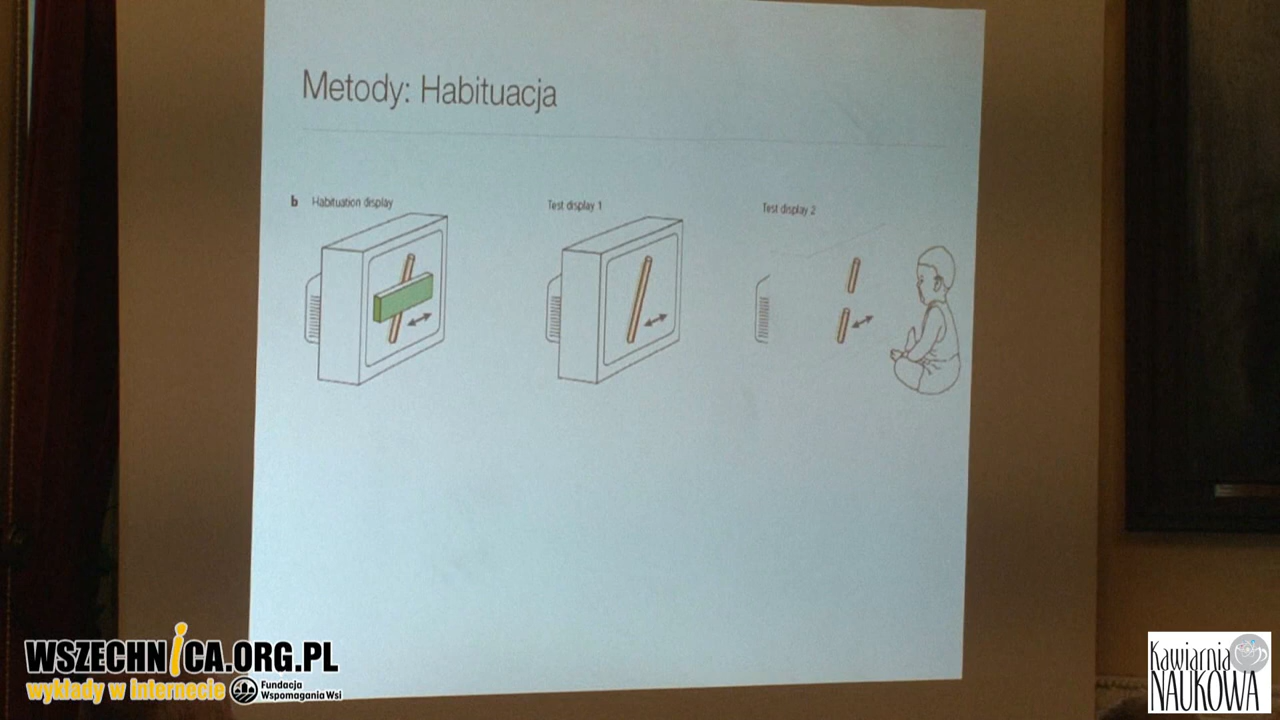 Metody: Habituacja
b Habituation display
Test display 1
Test display 2
WSZECHNICA.ORG.PL
wykłady w Internecie
Fundacja
Wspomagania Wsi
Kawiarnia
NAUKOWA